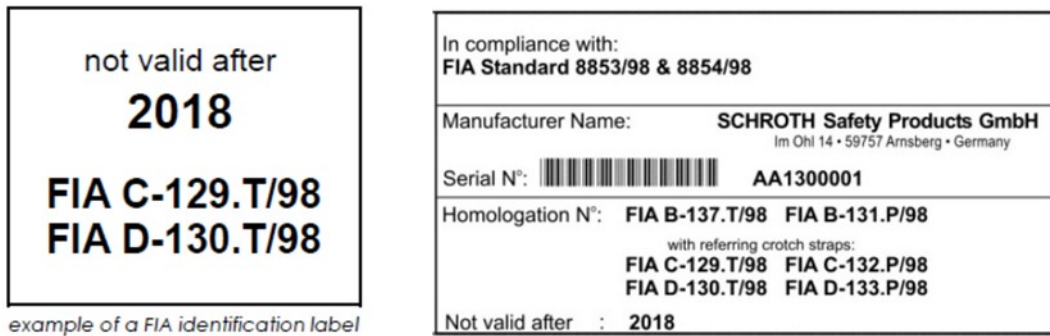 not valid after
2018
FIA C-129.T/98
FIA D-130.T/98
example of a FIA identification label
In compliance with:
FIA Standard 8853/98 & 8854/98
Manufacturer Name: SCHROTH Safety Products GmbH
Im Ohl 14 • 59757 Arnsberg • Germany
Serial N°: AA1300001
Homologation N°: FIA B-137.T/98 FIA B-131.P/98
with referring crotch straps:
FIA C-129.T/98 FIA C-132.P/98
FIA D-130.T/98 FIA D-133.P/98
Not valid after : 2018